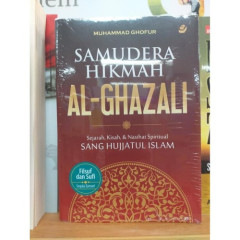 MUHAMMAD GHOFUR
SAMUDERA
HIKMAH
AL-GHAZALI
Sejarah, Kisah, & Nasihat Spiritual
SANG HUJJATUL ISLAM
Filsuf
dan Sufi